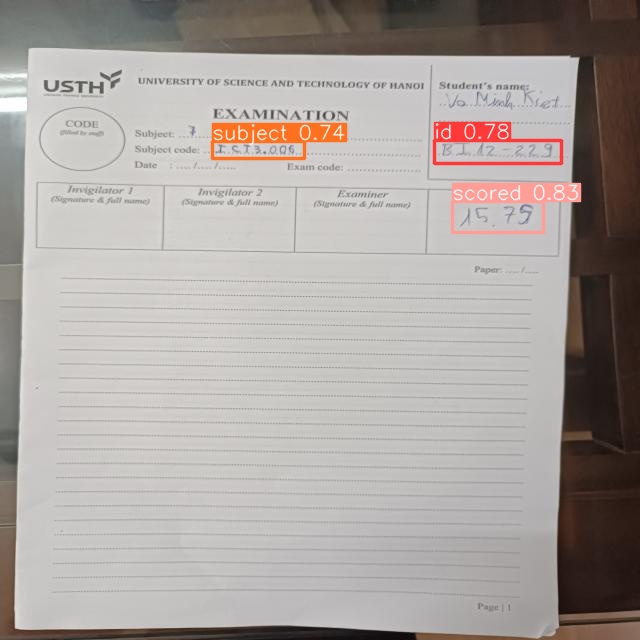 USTH
UNIVERSITY OF SCIENCE AND TECHNOLOGY OF HANOI
Student's name:
Vo Minh Kiet
EXAMINATION
CODE
(filled by staff)
Subject: ...
subject 0.74
id 0.78
Subject code: ICT3.006
BI12-229
Date : ..../..../.... Exam code: ....................
Invigilator 1
(Signature & full name)
Invigilator 2
(Signature & full name)
Examiner
(Signature & full name)
scored 0.83
15.75
Paper: ..../....
Page | 1